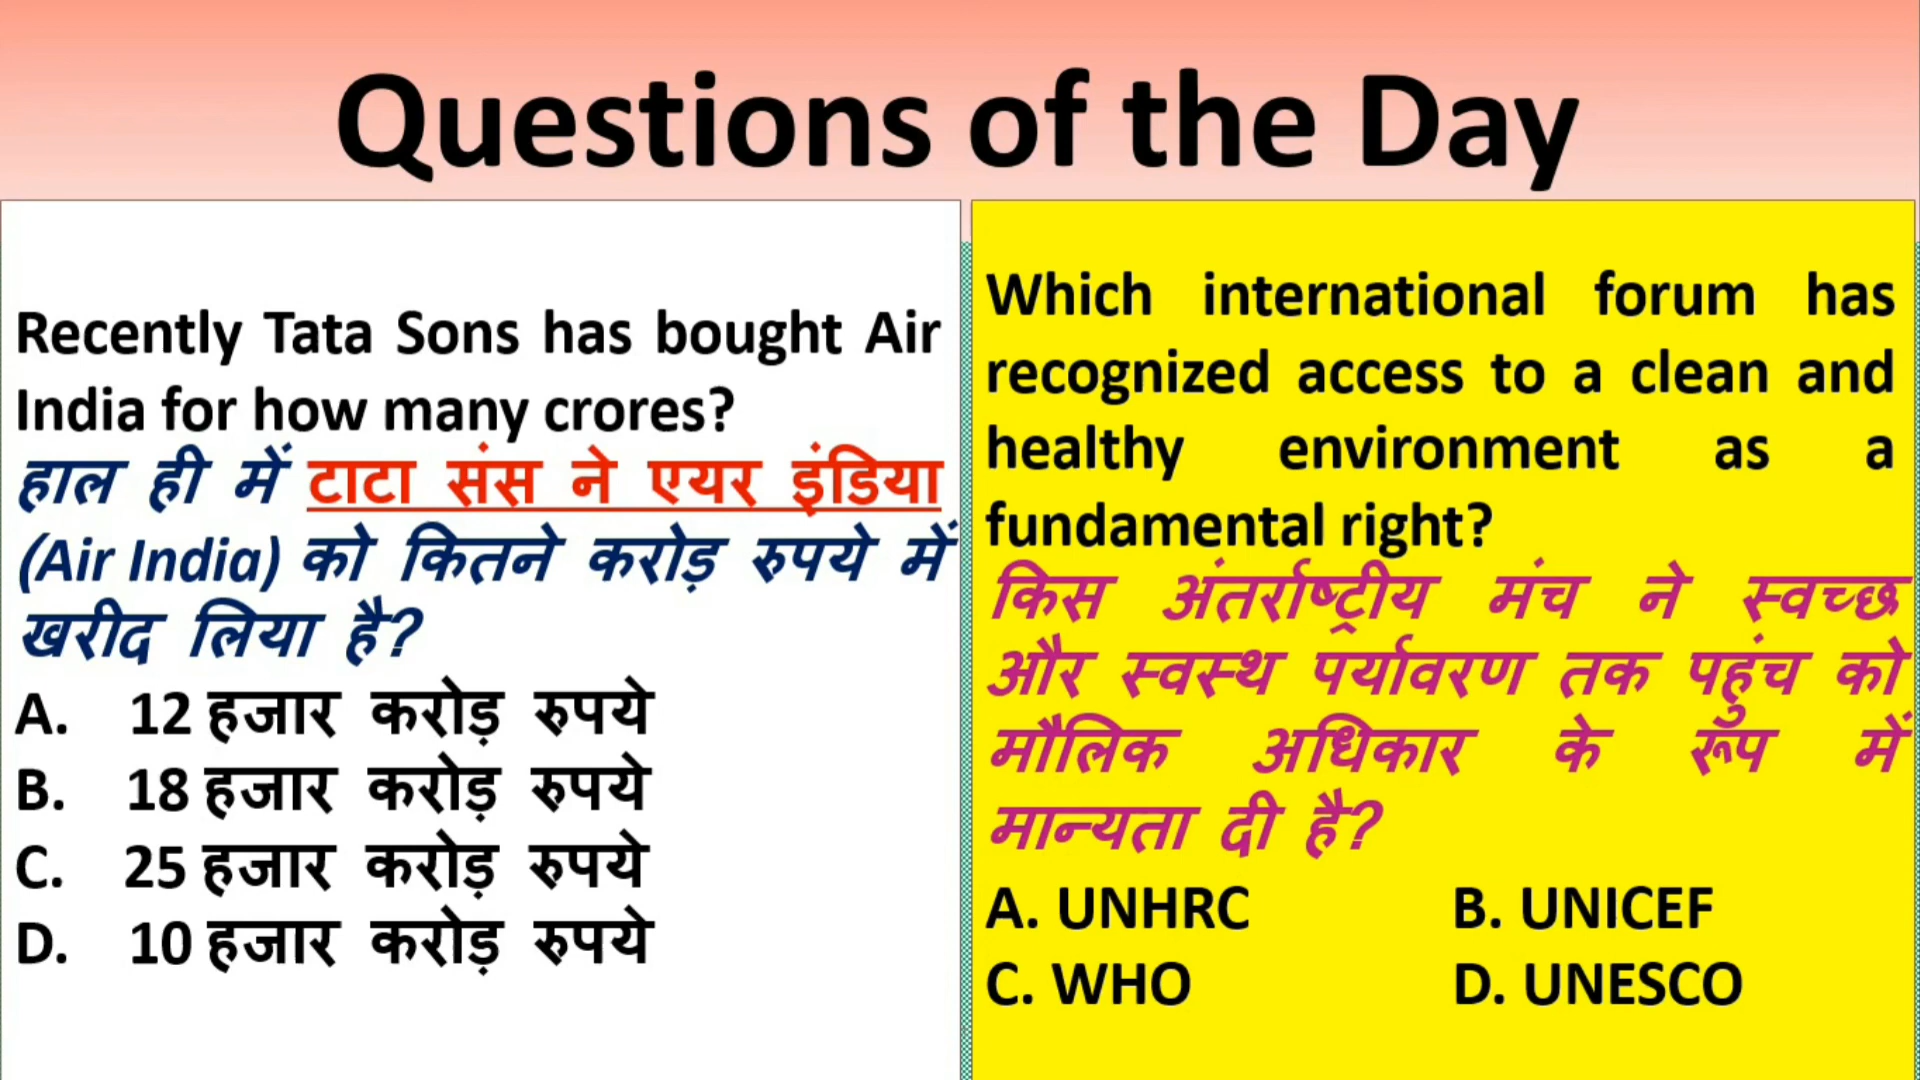 Questions of the Day
Recently Tata Sons has bought Air
India for how many crores?
हाल ही में टाटा संस ने एयर इंडिया
(Air India) को कितने करोड़ रुपये में
खरीद लिया है?
A. 12 हजार करोड़ रुपये
B. 18 हजार करोड़ रुपये
C. 25 हजार करोड़ रुपये
D. 10 हजार करोड़ रुपये
Which international forum has
recognized access to a clean and
healthy environment as a
fundamental right?
किस अंतर्राष्ट्रीय मंच ने स्वच्छ
और स्वस्थ पर्यावरण तक पहुंच को
मौलिक अधिकार के रूप में
मान्यता दी है?
A. UNHRC B. UNICEF
C. WHO D. UNESCO